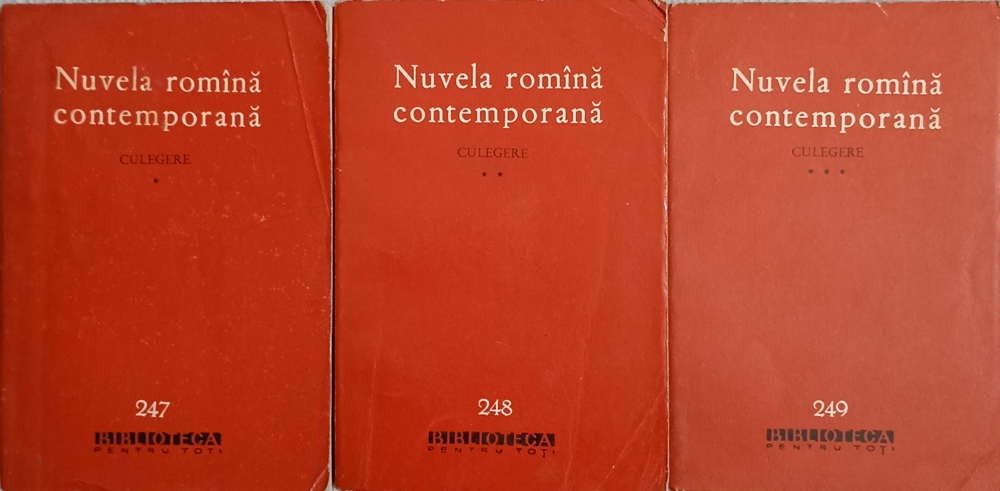 Nuvela romînă
contemporană
CULEGERE
*
247
BIBLIOTECA
PENTRU TOȚI
Nuvela romînă
contemporană
CULEGERE
* *
248
BIBLIOTECA
PENTRU TOȚI
Nuvela romînă
contemporană
CULEGERE
* * *
249
BIBLIOTECA
PENTRU TOȚI